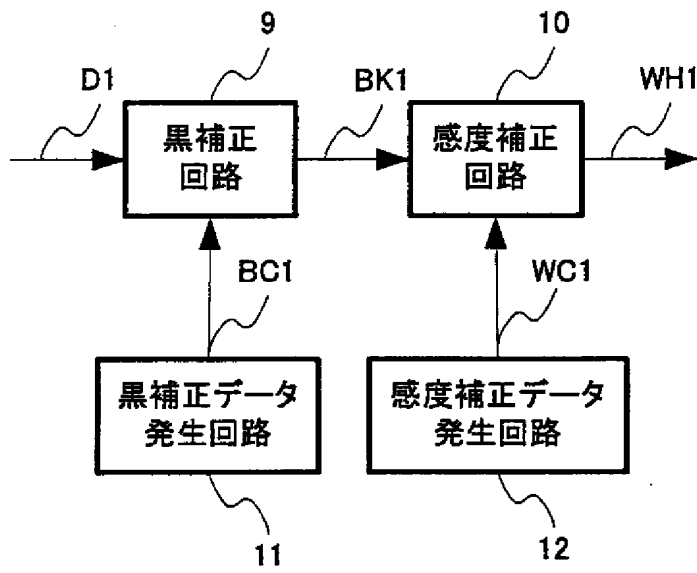 9
10
D1
BK1
WH1
黒補正
回路
感度補正
回路
BC1
WC1
黒補正データ
発生回路
感度補正データ
発生回路
11
12